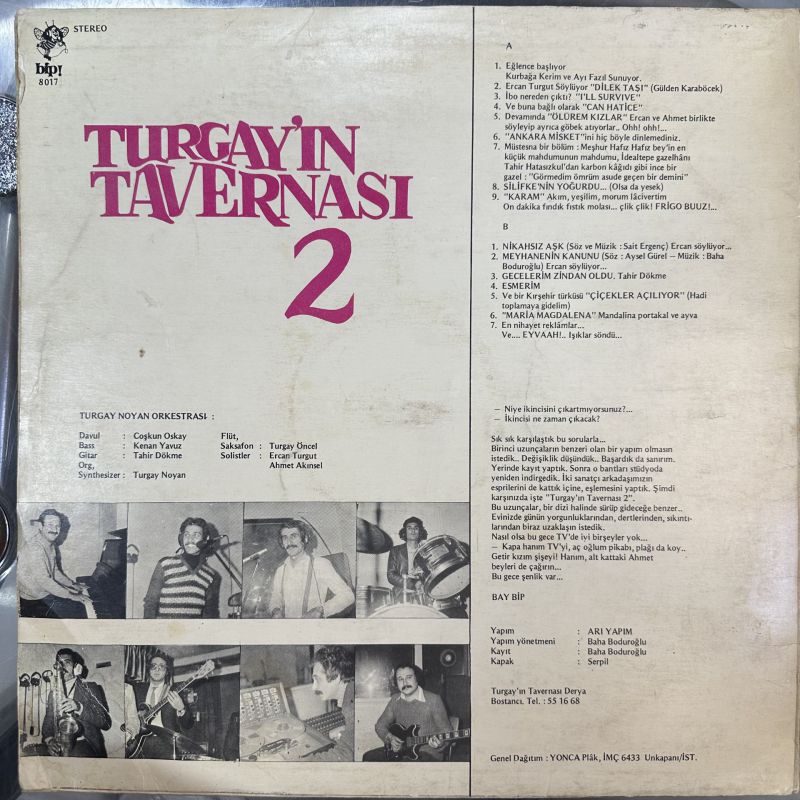 STEREO
bip!
8017
TURGAY'IN
TAVERNASI
2
TURGAY NOYAN ORKESTRASI :
Davul : Coşkun Oskay
Bass : Kenan Yavuz
Gitar : Tahir Dökme
Org,
Synthesizer : Turgay Noyan
Flüt,
Saksafon : Turgay Öncel
Solistler : Ercan Turgut
Ahmet Akınsel
A
1. Eğlence başlıyor
Kurbağa Kerim ve Ayı Fazıl Sunuyor.
2. Ercan Turgut Söylüyor "DİLEK TAŞI" (Gülden Karaböcek)
3. İbo nereden çıktı? "I'LL SURVIVE"
4. Ve buna bağlı olarak "CAN HATİCE"
5. Devamında "ÖLÜREM KIZLAR" Ercan ve Ahmet birlikte
söyleyip ayrıca göbek atıyorlar.. Ohh! ohh!...
6. "ANKARA MİSKET"ini hiç böyle dinlemediniz.
7. Müstesna bir bölüm : Meşhur Hafız Hafız bey'in en
küçük mahdumunun mahdumu, İdealtepe gazelhânı
Tahir Hatasızkul'dan karbon kâğıdı gibi ince bir
gazel : "Görmedim ömrüm asude geçen bir demini"
8. SİLİFKE'NİN YOĞURDU... (Olsa da yesek)
9. "KARAM" Akım, yeşilim, morum lâcivertim
On dakika fındık fıstık molası... çlik çlik! FRİGO BUUZ!...
B
1. NİKAHSIZ AŞK (Söz ve Müzik : Sait Ergenç) Ercan söylüyor...
2. MEYHANENİN KANUNU (Söz : Aysel Gürel – Müzik : Baha
Boduroğlu) Ercan söylüyor...
3. GECELERİM ZİNDAN OLDU. Tahir Dökme
4. ESMERİM
5. Ve bir Kırşehir türküsü "ÇİÇEKLER AÇILIYOR" (Hadi
toplamaya gidelim)
6. "MARİA MAGDALENA" Mandalina portakal ve ayva
7. En nihayet reklâmlar...
Ve.... EYVAAH!.. Işıklar söndü...
– Niye ikincisini çıkartmıyorsunuz?...
– İkincisi ne zaman çıkacak?
Sık sık karşılaştık bu sorularla...
Birinci uzunçaların benzeri olan bir yapım olmasın
istedik.. Değişiklik düşündük.. Başardık da sanırım.
Yerinde kayıt yaptık. Sonra o bantları stüdyoda
yeniden indirgedik. İki sanatçı arkadaşımızın
esprilerini de kattık içine, eşlemesini yaptık. Şimdi
karşınızda işte "Turgay'ın Tavernası 2".
Bu uzunçalar, bir dizi halinde sürüp gideceğe benzer..
Evinizde günün yorgunluklarından, dertlerinden, sıkıntı-
larından biraz uzaklaşın istedik.
Nasıl olsa bu gece TV'de iyi birşeyler yok...
– Kapa hanım TV'yi, aç oğlum pikabı, plağı da koy..
Getir kızım şişeyi! Hanım, alt kattaki Ahmet
beyleri de çağırın...
Bu gece şenlik var...
BAY BİP
Yapım : ARI YAPIM
Yapım yönetmeni : Baha Boduroğlu
Kayıt : Baha Boduroğlu
Kapak : Serpil
Turgay'ın Tavernası Derya
Bostancı. Tel. : 55 16 68
Genel Dağıtım : YONCA Plâk, İMÇ 6433 Unkapanı/İST.